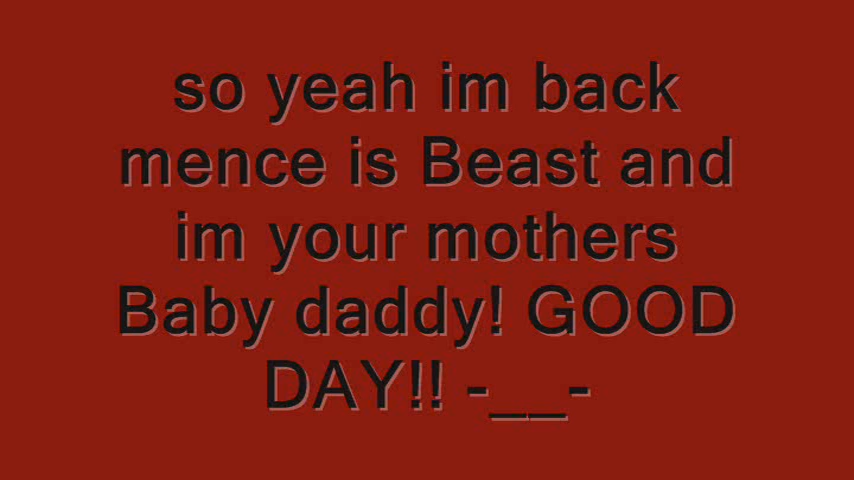 so yeah im back
mence is Beast and
im your mothers
Baby daddy! GOOD
DAY!! -__-